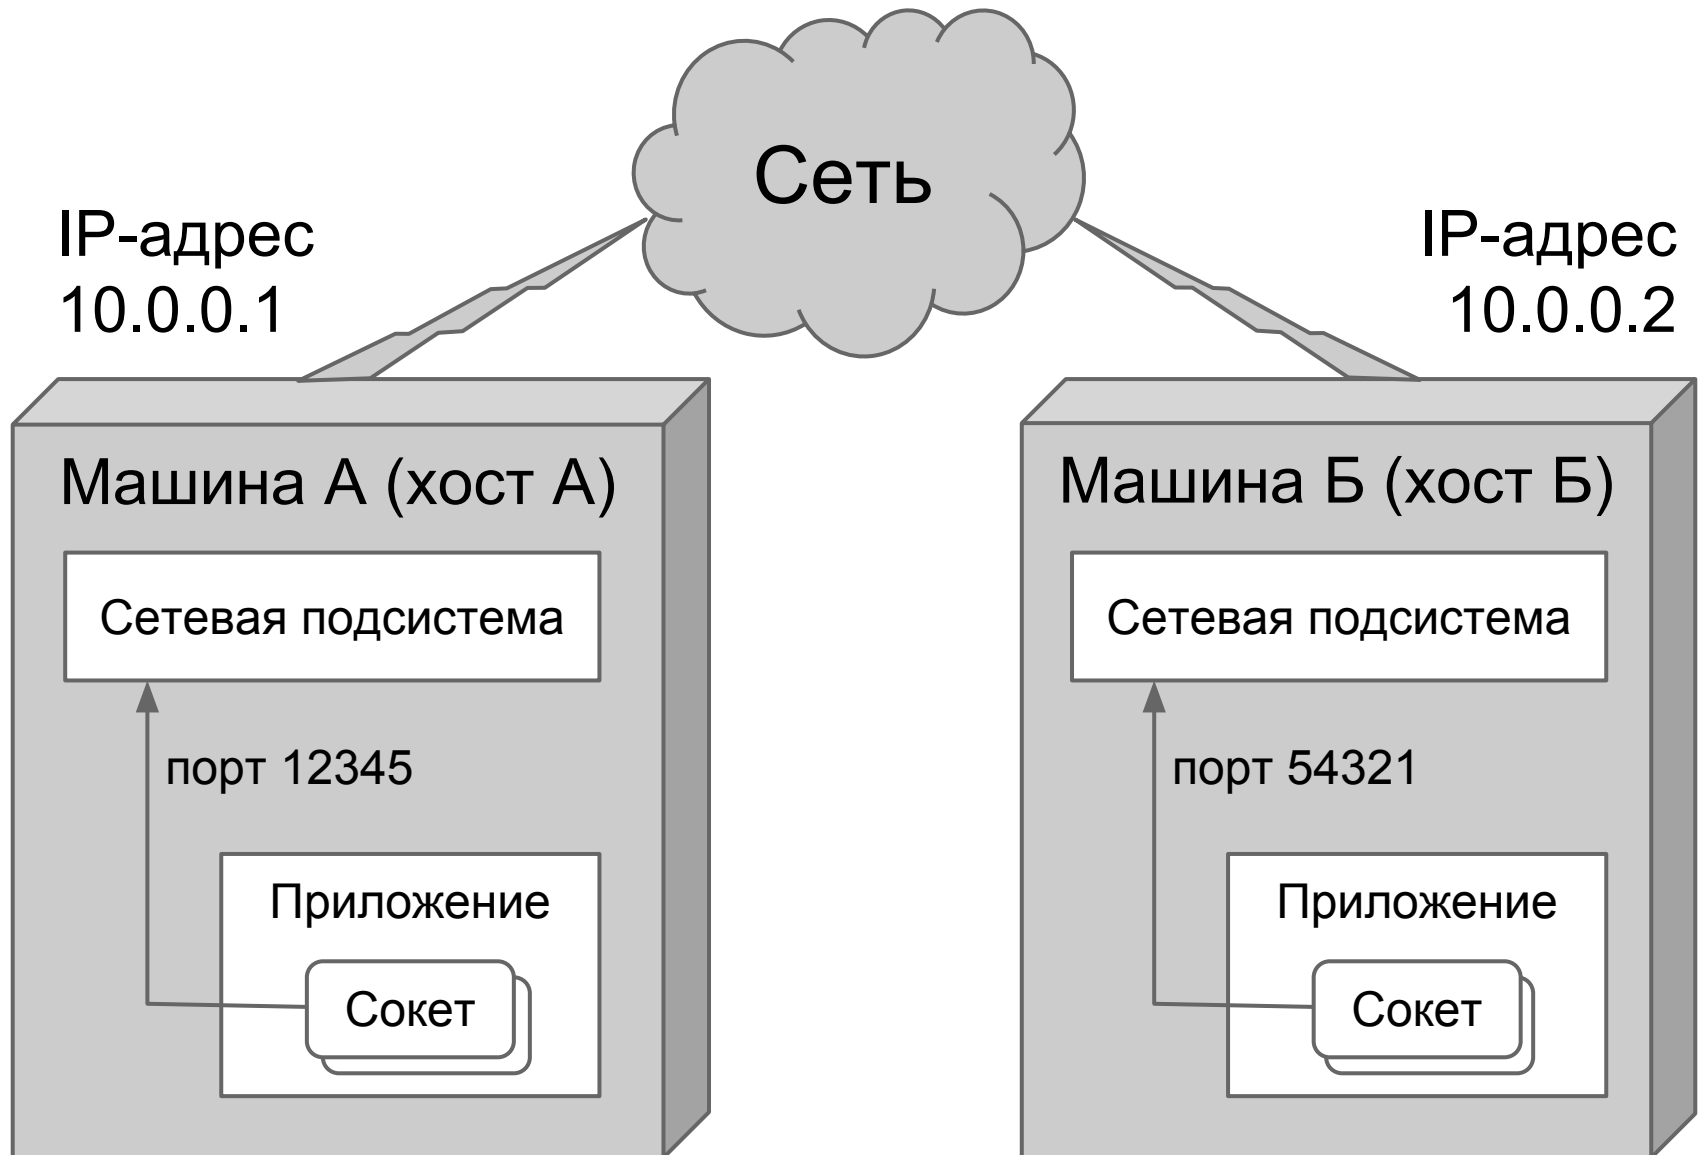 Сеть
IP-адрес
10.0.0.1
IP-адрес
10.0.0.2
Машина А (хост А)
Сетевая подсистема
порт 12345
Приложение
Сокет
Машина Б (хост Б)
Сетевая подсистема
порт 54321
Приложение
Сокет